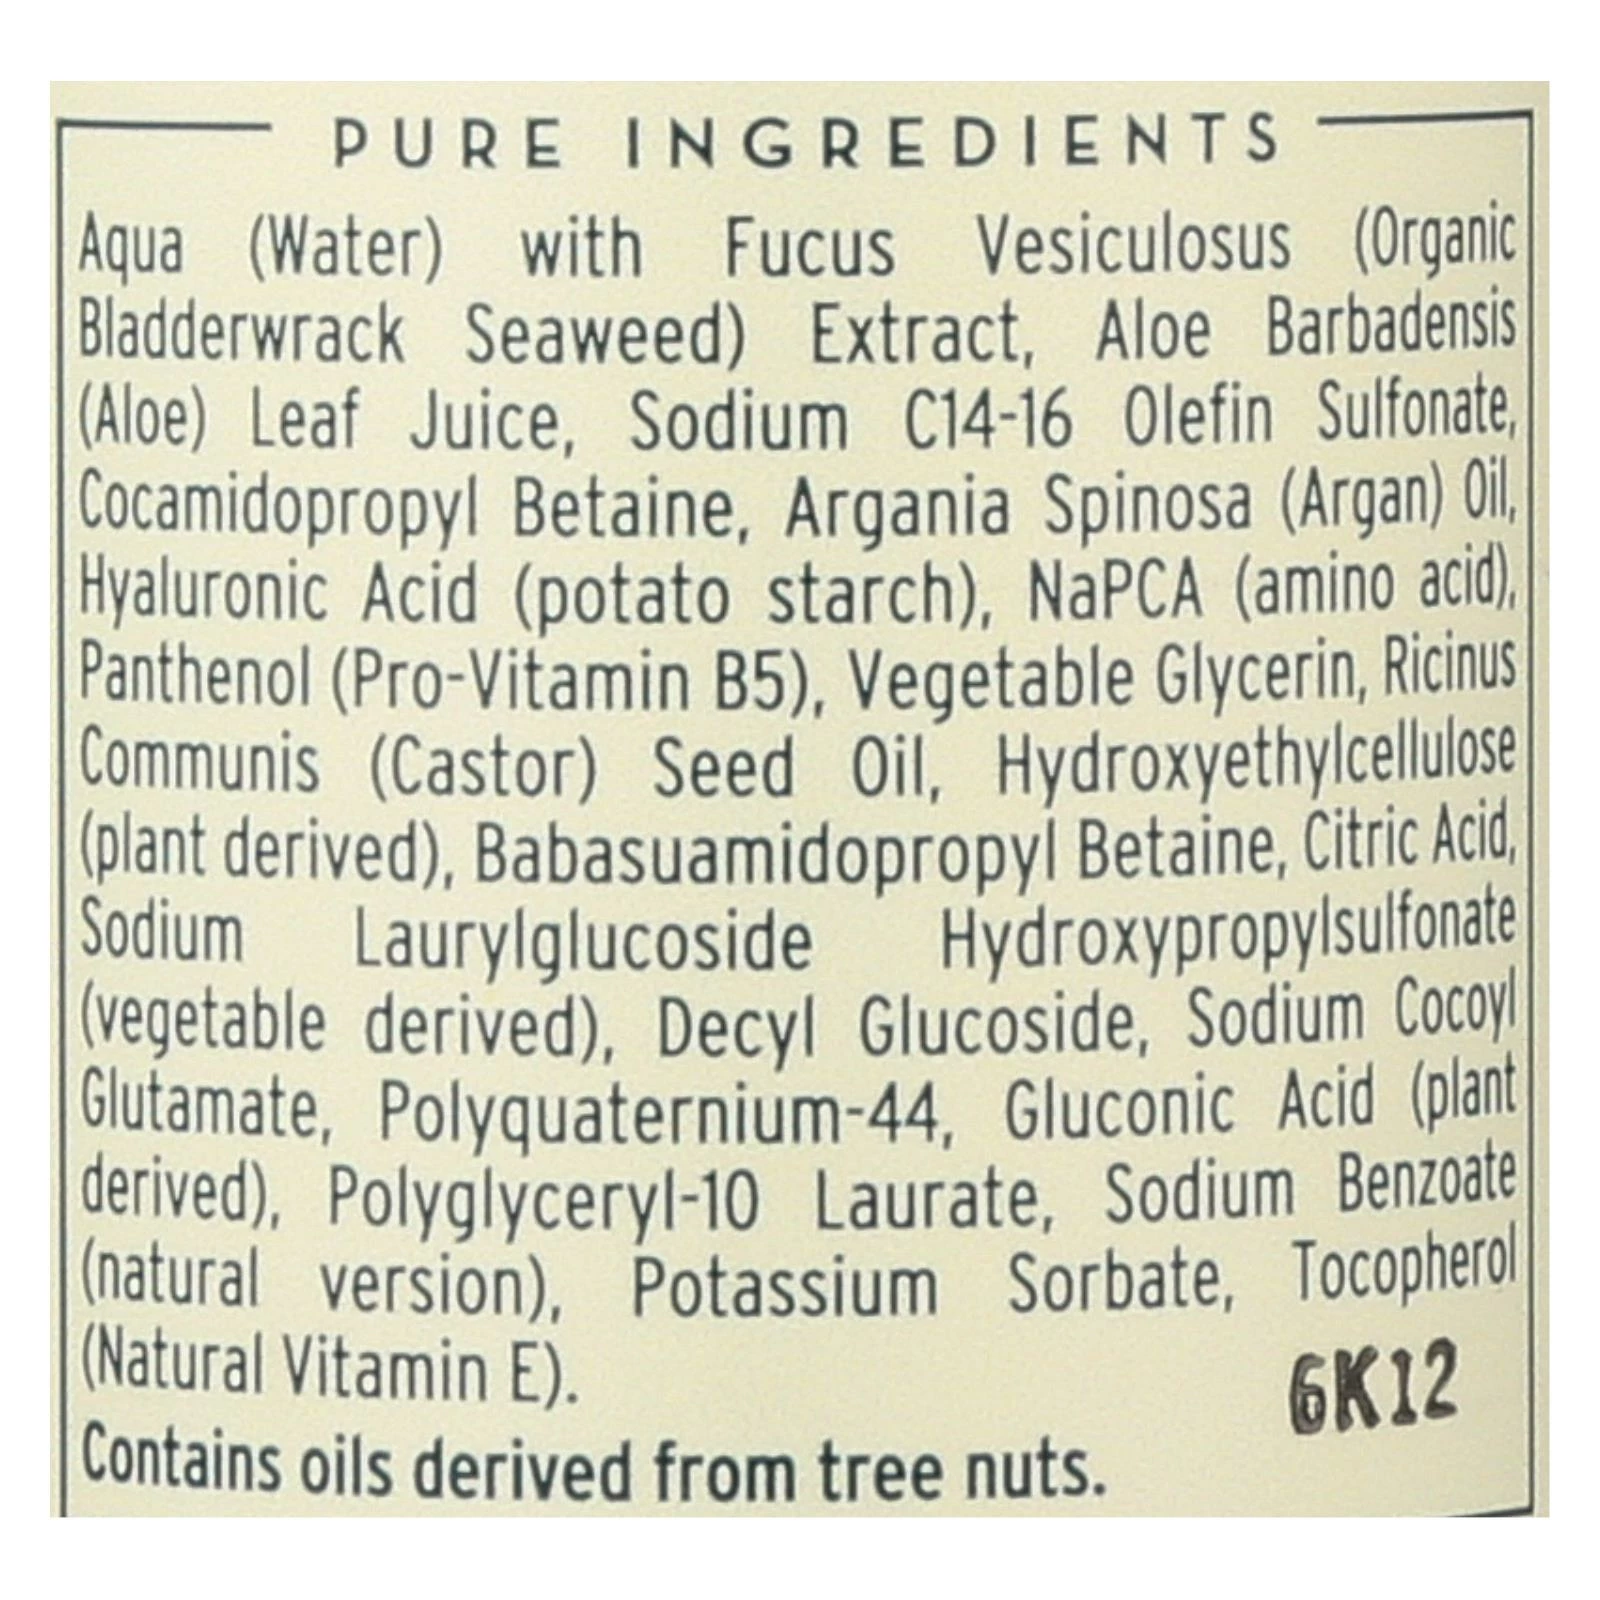 PURE INGREDIENTS
Aqua (Water) with Fucus Vesiculosus (Organic
Bladderwrack Seaweed) Extract, Aloe Barbadensis
(Aloe) Leaf Juice, Sodium C14-16 Olefin Sulfonate,
Cocamidopropyl Betaine, Argania Spinosa (Argan) Oil,
Hyaluronic Acid (potato starch), NaPCA (amino acid),
Panthenol (Pro-Vitamin B5), Vegetable Glycerin, Ricinus
Communis (Castor) Seed Oil, Hydroxyethylcellulose
(plant derived), Babasuamidopropyl Betaine, Citric Acid,
Sodium Laurylglucoside Hydroxypropylsulfonate
(vegetable derived), Decyl Glucoside, Sodium Cocoyl
Glutamate, Polyquaternium-44, Gluconic Acid (plant
derived), Polyglyceryl-10 Laurate, Sodium Benzoate
(natural version), Potassium Sorbate, Tocopherol
(Natural Vitamin E).
6K12
Contains oils derived from tree nuts.